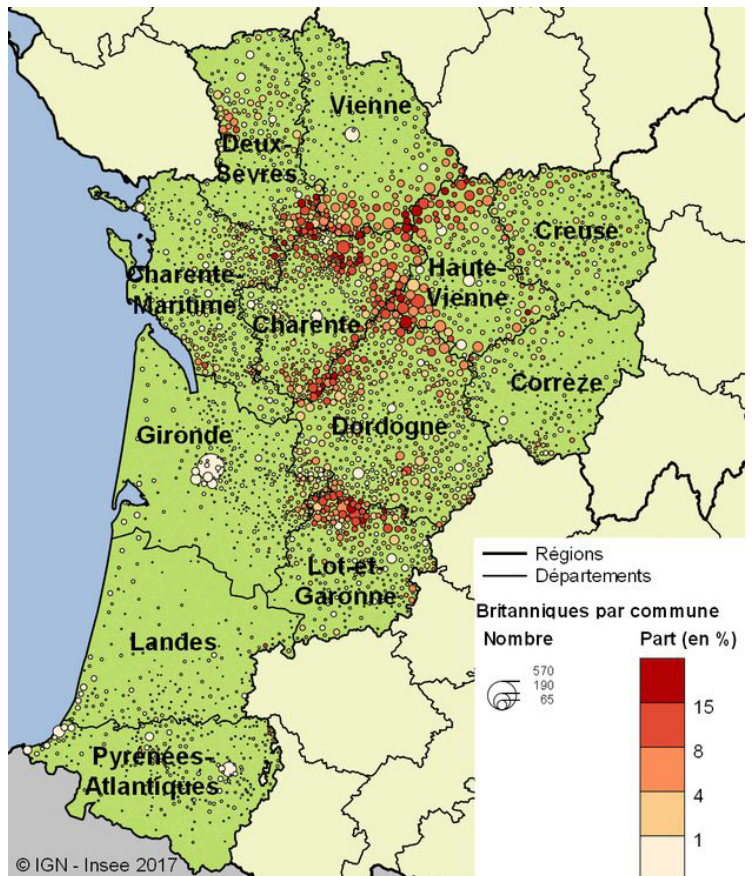 Vienne
Deux-
Sèvres
Creuse
Charente-
Maritime
Haute-
Vienne
Charente
Corrèze
Gironde
Dordogne
Lot-et-
Garonne
Landes
Pyrénées-
Atlantiques
Régions
Départements
Britanniques par commune
Nombre
Part (en %)
570
190
65
15
8
4
1
© IGN - Insee 2017